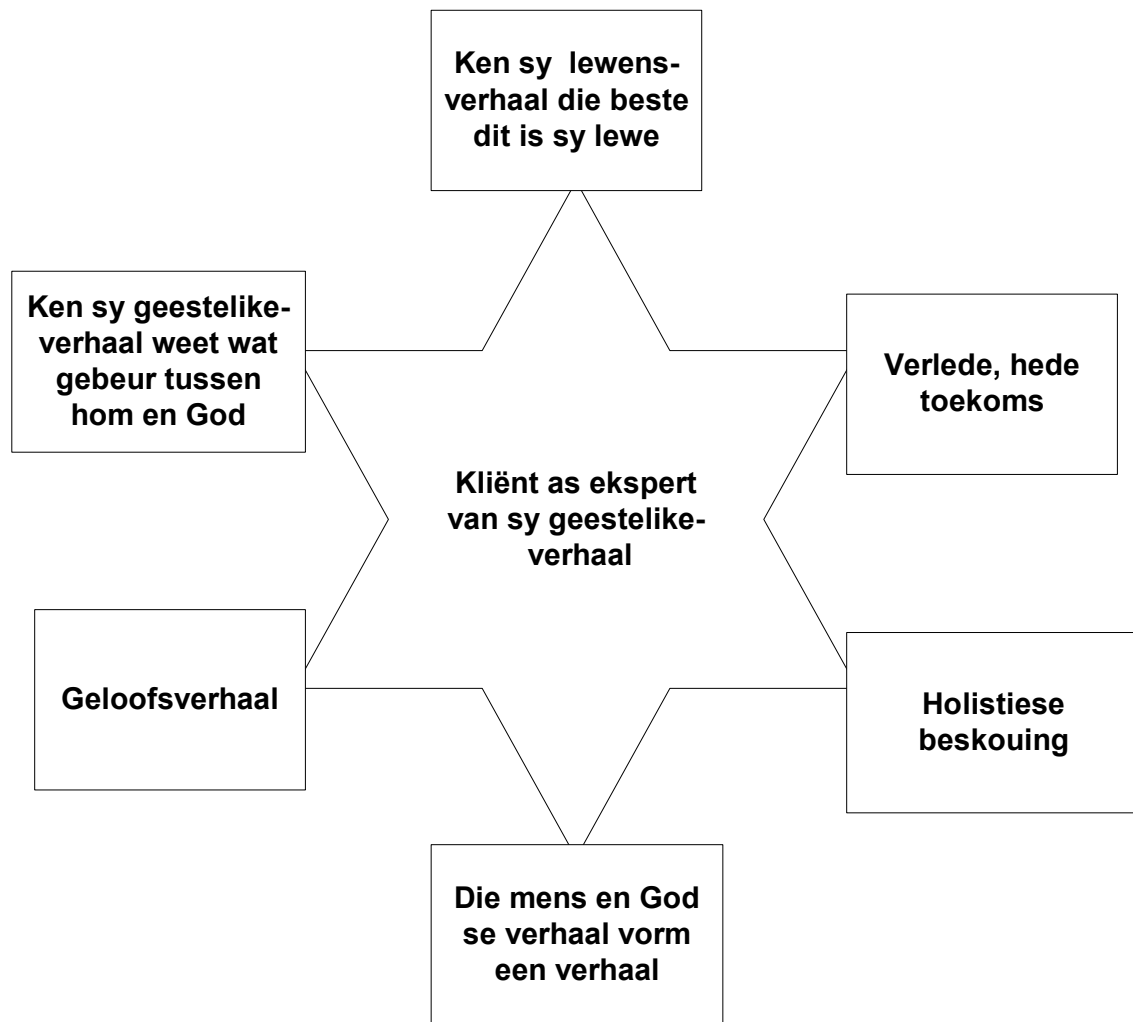 Ken sy lewens-
verhaal die beste
dit is sy lewe
Ken sy geestelike-
verhaal weet wat
gebeur tussen
hom en God
Verlede, hede
toekoms
Kliënt as ekspert
van sy geestelike-
verhaal
Geloofsverhaal
Holistiese
beskouing
Die mens en God
se verhaal vorm
een verhaal